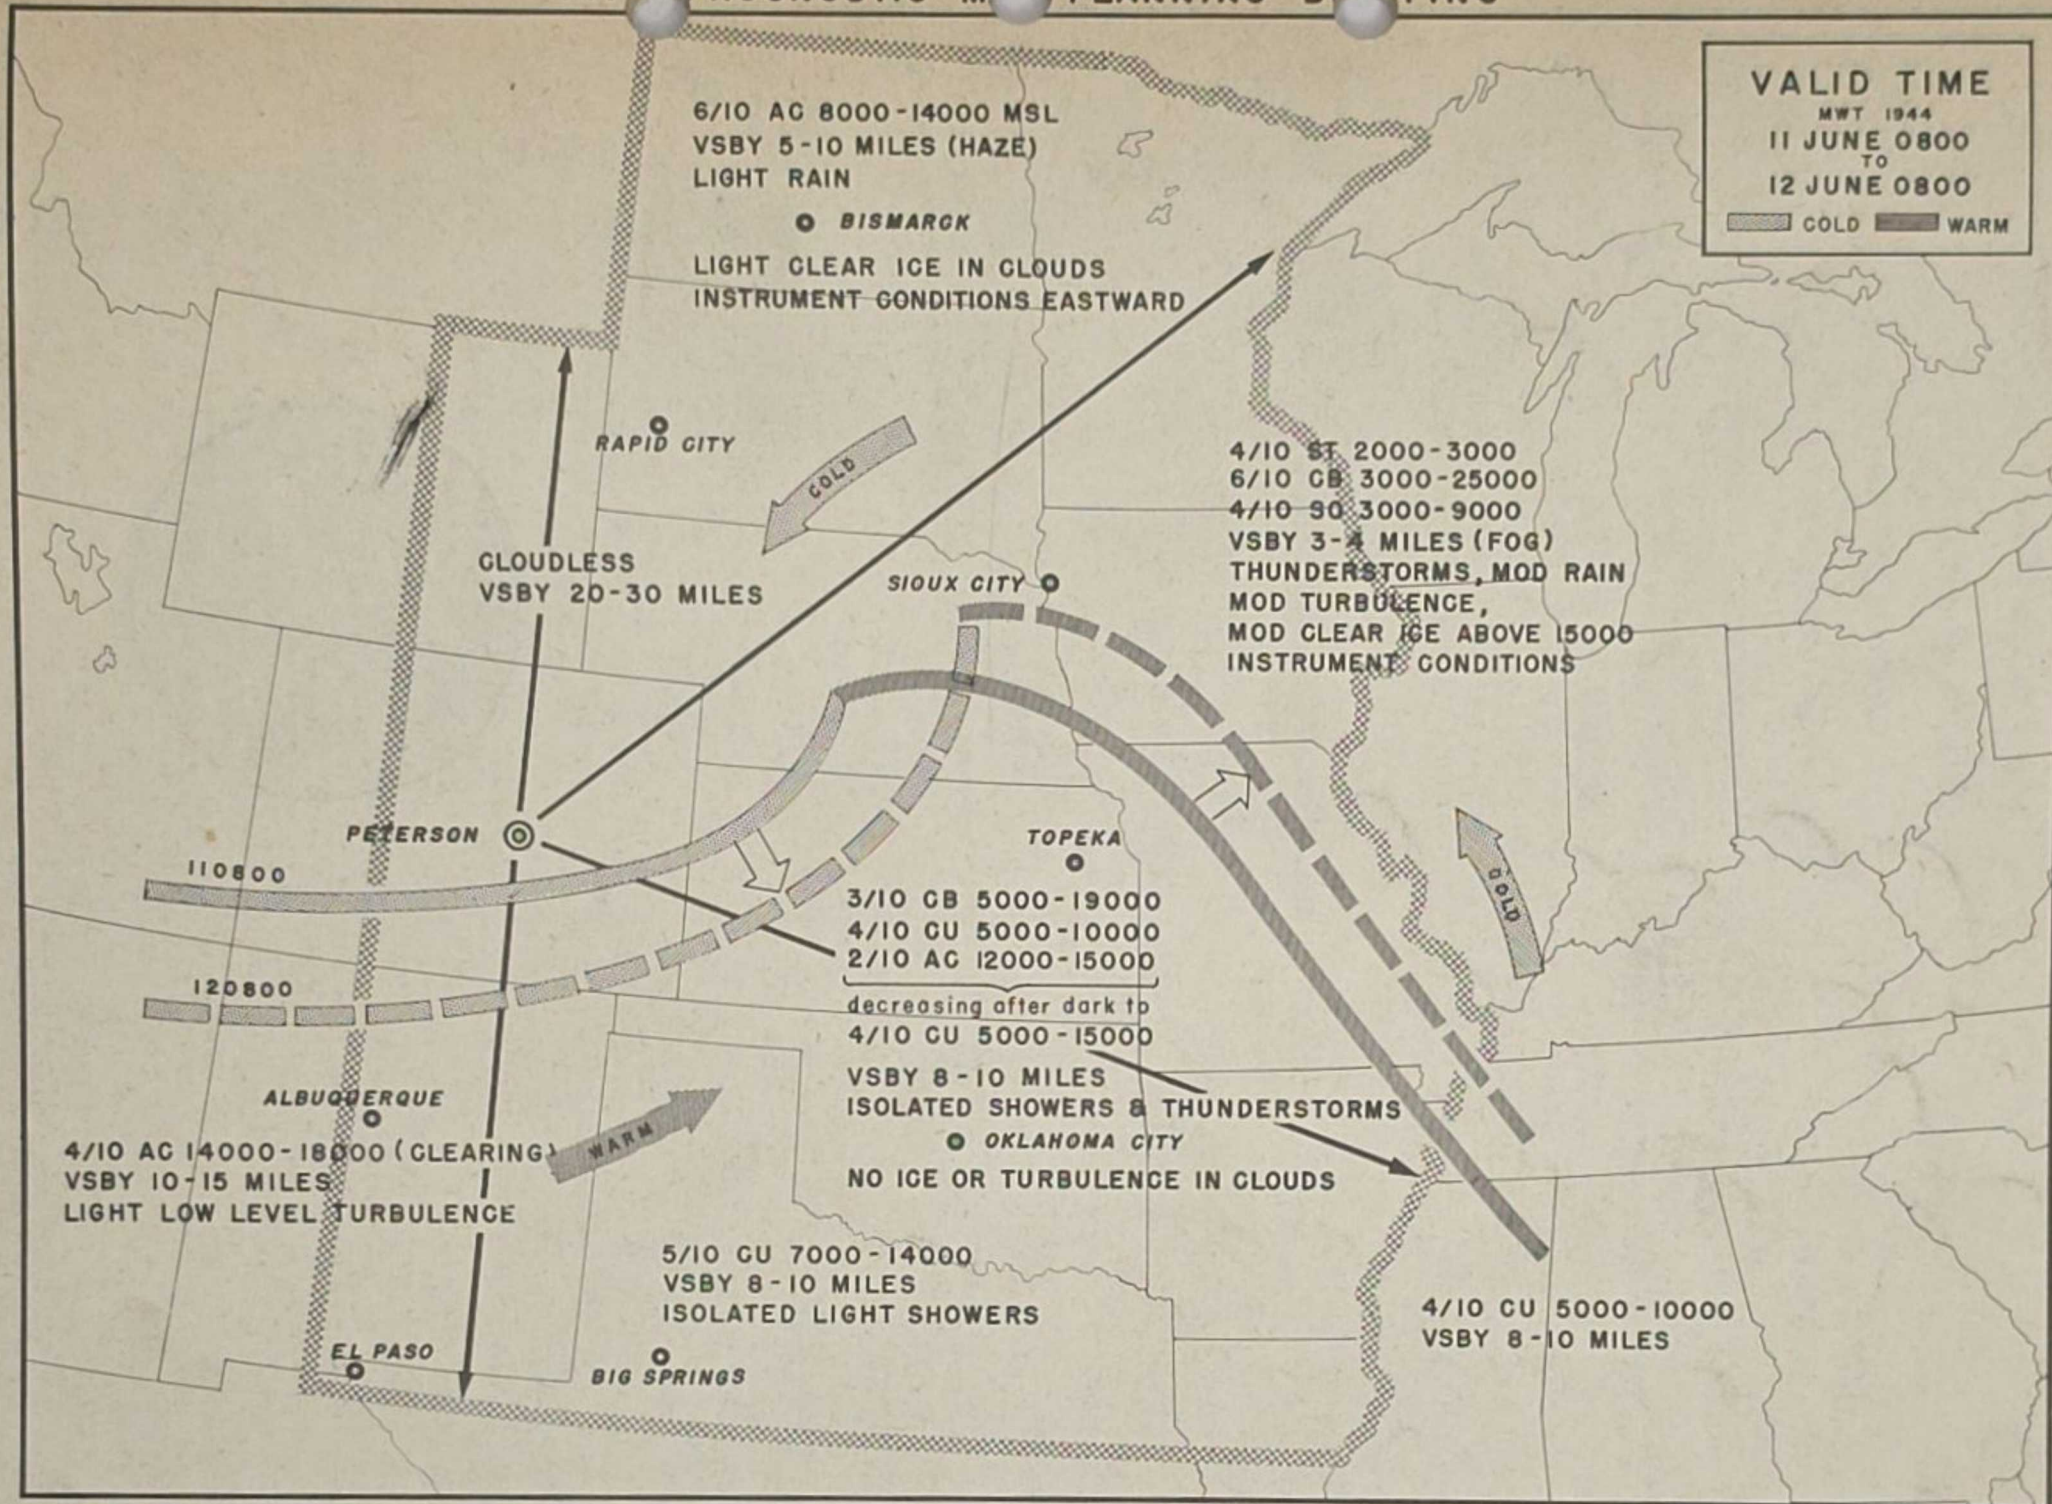 PLANNING
VALID TIME
MWT 1944
11 JUNE 0800
TO
12 JUNE 0800
COLD WARM
6/10 AC 8000-14000 MSL
VSBY 5-10 MILES (HAZE)
LIGHT RAIN
BISMARCK
LIGHT CLEAR ICE IN CLOUDS
INSTRUMENT CONDITIONS EASTWARD
RAPID CITY
COLD
4/10 ST 2000-3000
6/10 CB 3000-25000
4/10 SC 3000-9000
VSBY 3-4 MILES (FOG)
THUNDERSTORMS, MOD RAIN
MOD TURBULENCE,
MOD CLEAR ICE ABOVE 15000
INSTRUMENT CONDITIONS
CLOUDLESS
VSBY 20-30 MILES
SIOUX CITY
PETERSON
TOPEKA
110800
COLD
3/10 CB 5000-19000
4/10 CU 5000-10000
2/10 AC 12000-15000
decreasing after dark to
4/10 CU 5000-15000
VSBY 8-10 MILES
ISOLATED SHOWERS & THUNDERSTORMS
OKLAHOMA CITY
NO ICE OR TURBULENCE IN CLOUDS
120800
ALBUQUERQUE
WARM
4/10 AC 14000-18000 (CLEARING)
VSBY 10-15 MILES
LIGHT LOW LEVEL TURBULENCE
5/10 CU 7000-14000
VSBY 8-10 MILES
ISOLATED LIGHT SHOWERS
4/10 CU 5000-10000
VSBY 8-10 MILES
EL PASO
BIG SPRINGS